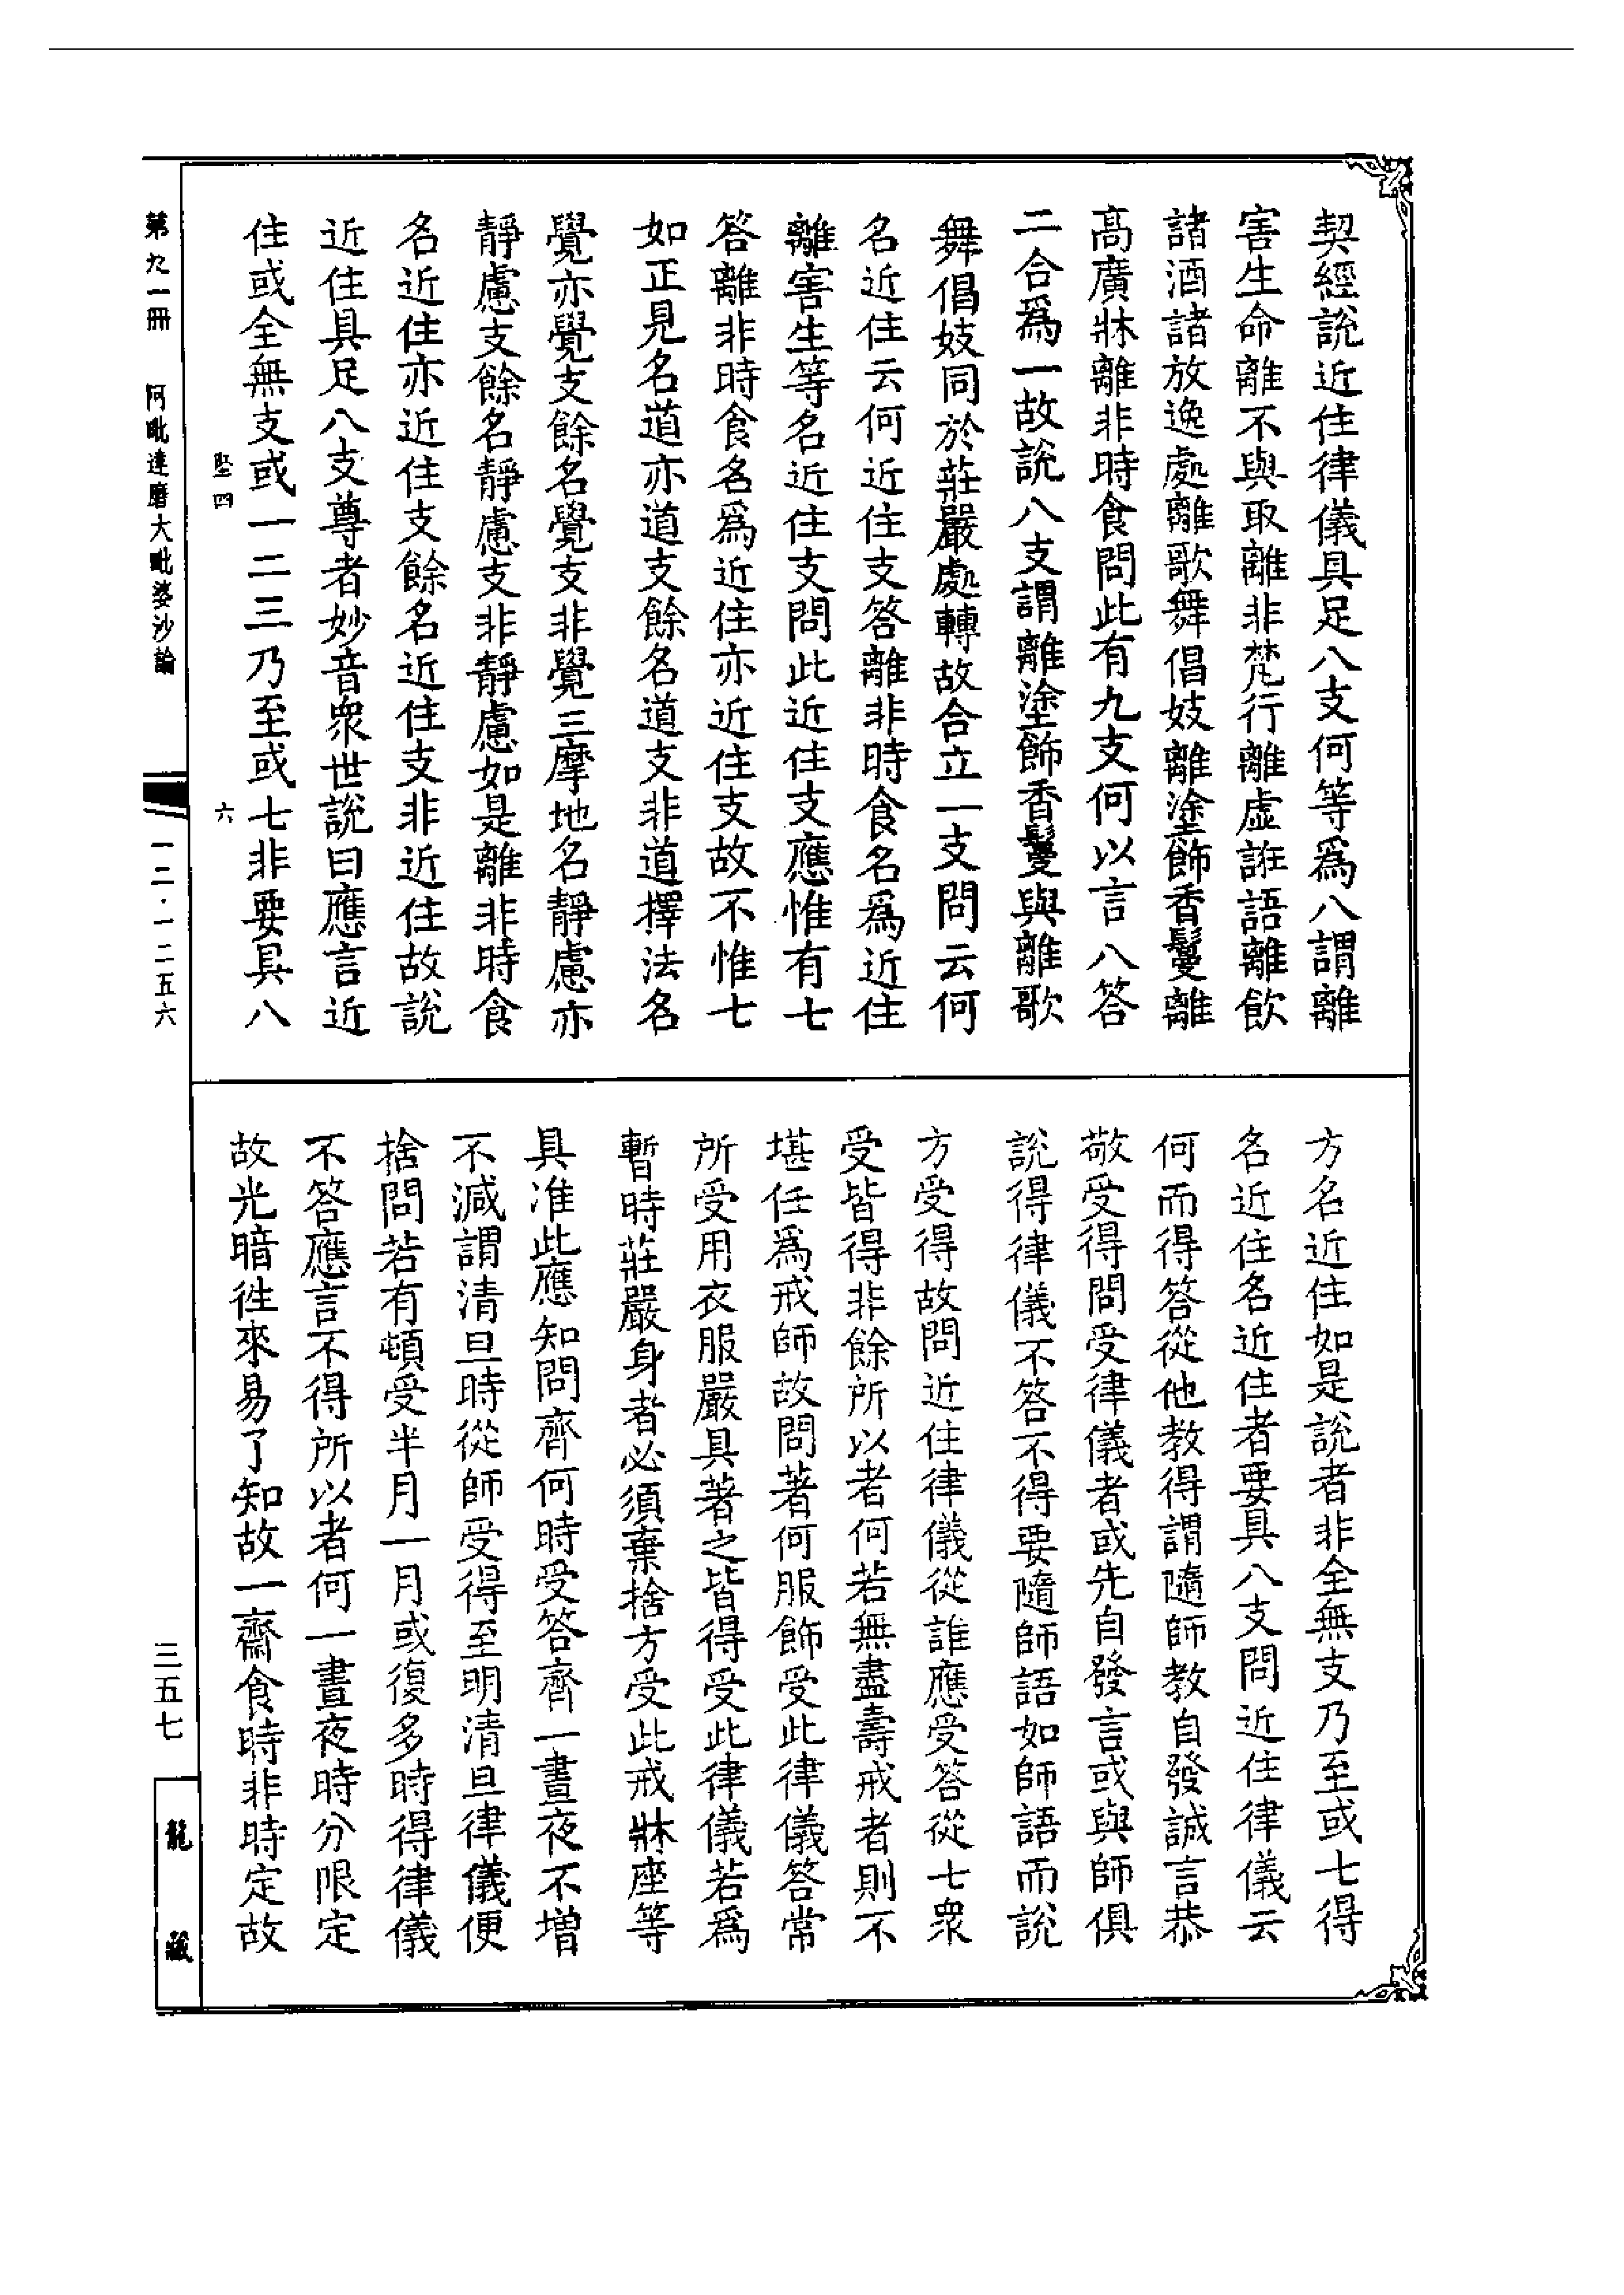 契經說近住律儀具足八支何等爲八謂離
害生命離不與取離非梵行離虛誑語離飮
諸酒諸放逸處離歌舞倡妓離塗飾香鬘離
高廣牀離非時食問此有九支何以言八答
二合爲一故說八支謂離塗飾香鬘與離歌
舞倡妓同於莊嚴處轉故合立一支問云何
名近住云何近住支答離非時食名爲近住
離害生等名近住支問此近住支應惟有七
答離非時食名爲近住亦近住支故不惟七
如正見名道亦道支餘名道支非道擇法名
覺亦覺支餘名覺支非覺三摩地名靜慮亦
靜慮支餘名靜慮支非靜慮如是離非時食
名近住亦近住支餘名近住支非近住故說
近住具足八支尊者妙音衆世說曰應言近
住或全無支或一二三乃至或七非要具八
方名近住如是說者非全無支乃至或七得
名近住名近住者要具八支問近住律儀云
何而得答從他教得謂隨師教自發誠言恭
敬受得問受律儀者或先自發言或與師俱
說得律儀不答不得要隨師語如師語而說
方受得故問近住律儀從誰應受答從七衆
受皆得非餘所以者何若無盡壽戒者則不
堪任爲戒師故問著何服飾受此律儀答常
所受用衣服嚴具著之皆得受此律儀若爲
暫時莊嚴身者必須棄捨方受此戒牀座等
具准此應知問齊何時受答齊一晝夜不增
不減謂清旦時從師受得至明清旦律儀便
捨問若有頓受半月一月或復多時得律儀
不答應言不得所以者何一晝夜時分限定
故光暗往來易了知故一齋食時非時定故
堅四
六
第九一冊
阿毗達磨大毗婆沙論
一二·一二五六
三五七
龍藏